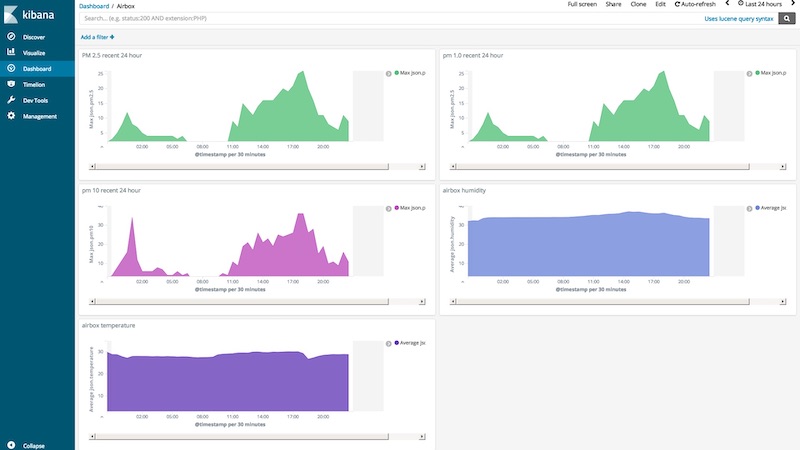 kibana
Discover
Visualize
Dashboard
Timelion
Dev Tools
Management
Collapse
Dashboard / Airbox
Full screen Share Clone Edit Auto-refresh Last 24 hours
Search... (e.g. status:200 AND extension:PHP)
Uses lucene query syntax
Add a filter
PM 2.5 recent 24 hour
Max json.pm2.5
25
20
15
10
5
02:00 05:00 08:00 11:00 14:00 17:00 20:00
@timestamp per 30 minutes
Max json.p
pm 1.0 recent 24 hour
Max json.pm2.5
25
20
15
10
5
02:00 05:00 08:00 11:00 14:00 17:00 20:00
@timestamp per 30 minutes
Max json.p
pm 10 recent 24 hour
Max json.pm10
40
30
20
10
02:00 05:00 08:00 11:00 14:00 17:00 20:00
@timestamp per 30 minutes
Max json.p
airbox humidity
Average json.humidity
40
30
20
10
02:00 05:00 08:00 11:00 14:00 17:00 20:00
@timestamp per 30 minutes
Average jso
airbox temperature
Average json.temperature
30
20
10
02:00 05:00 08:00 11:00 14:00 17:00 20:00
@timestamp per 30 minutes
Average jso